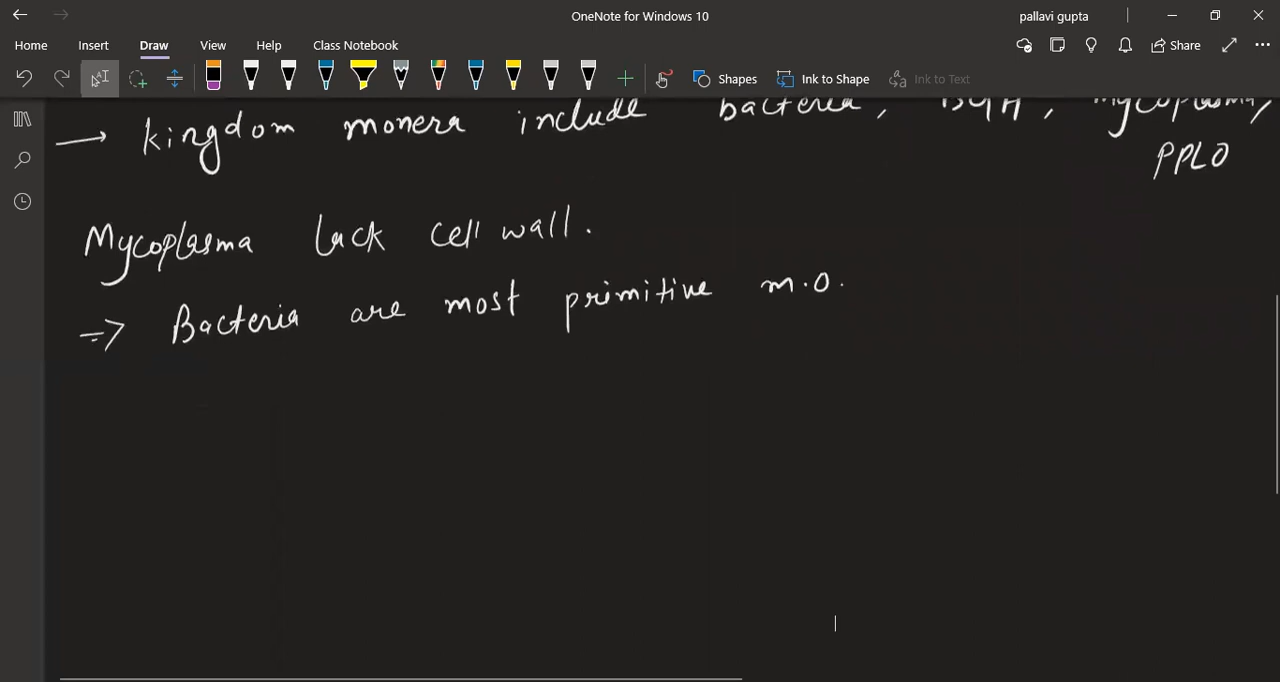 OneNote for Windows 10
pallavi gupta
Home Insert Draw View Help Class Notebook
Share
Shapes Ink to Shape Ink to Text
→ kingdom monera include bacteria, BGA, Mycoplasma,
PPLO
Mycoplasma lack cell wall.
=> Bacteria are most primitive m.o.